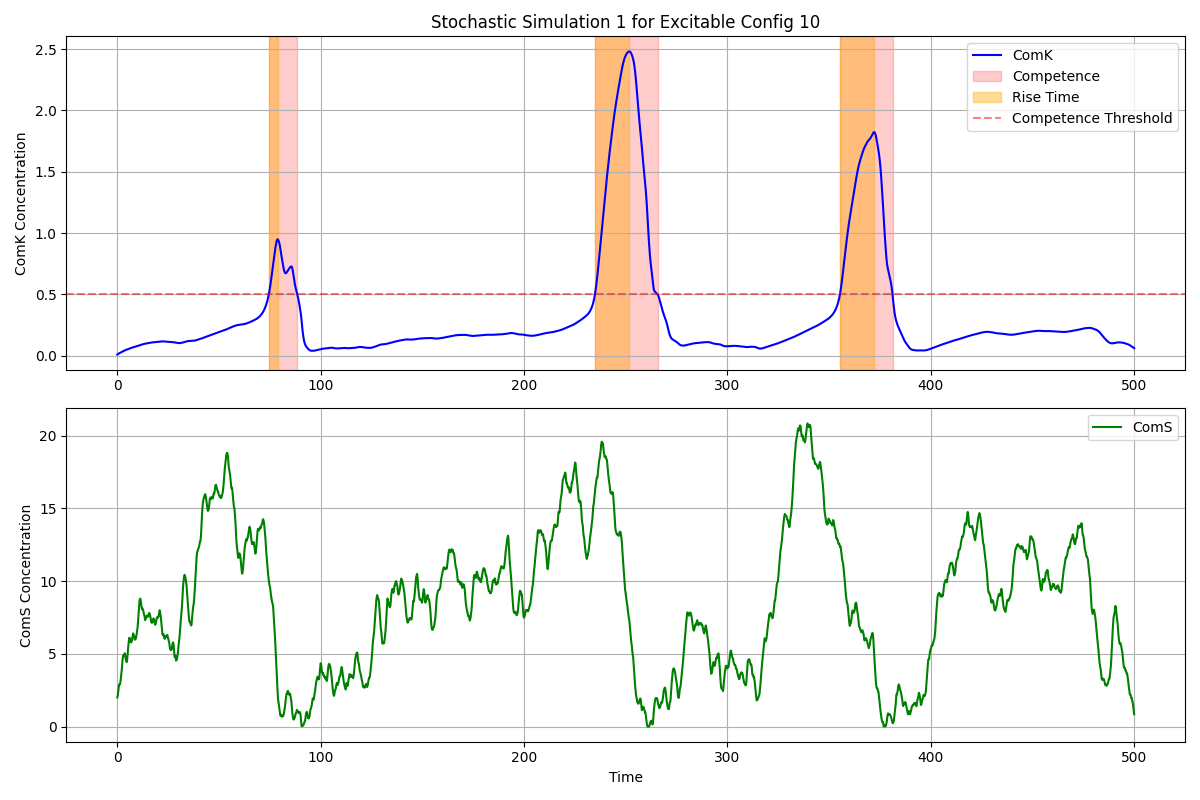 Stochastic Simulation 1 for Excitable Config 10
ComK Concentration
2.5
2.0
1.5
1.0
0.5
0.0
ComK
Competence
Rise Time
Competence Threshold
0 100 200 300 400 500
ComS Concentration
20
15
10
5
0
ComS
0 100 200 300 400 500
Time